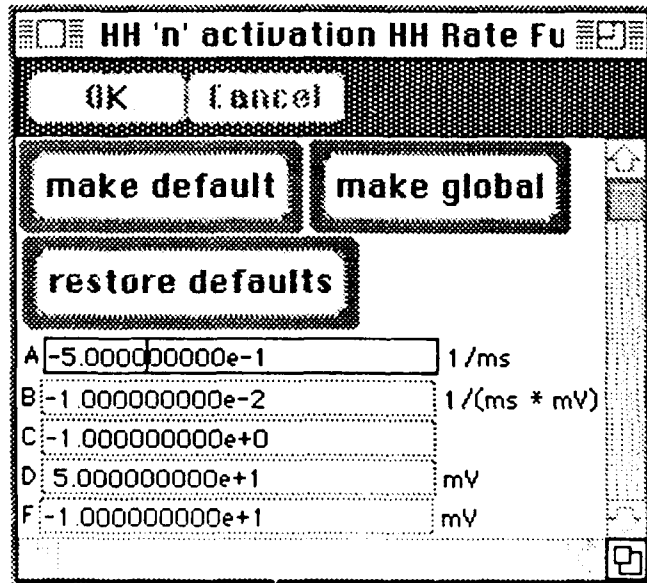 HH 'n' activation HH Rate Fu
OK Cancel
make default make global
restore defaults
A -5.000000000e-1 1/ms
B -1.000000000e-2 1/(ms * mV)
C -1.000000000e+0
D 5.000000000e+1 mV
F -1.000000000e+1 mV